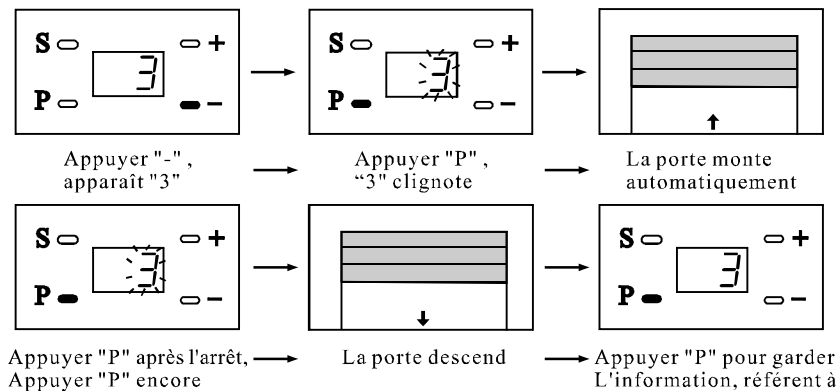 S + 3 P -
S + 3 P -
Appuyer "-" ,
apparaît "3"
Appuyer "P" ,
“3" clignote
La porte monte
automatiquement
S + 3 P -
S + 3 P -
Appuyer "P" après l'arrêt,
Appuyer "P" encore
La porte descend
Appuyer "P" pour garder
L'information, référent à